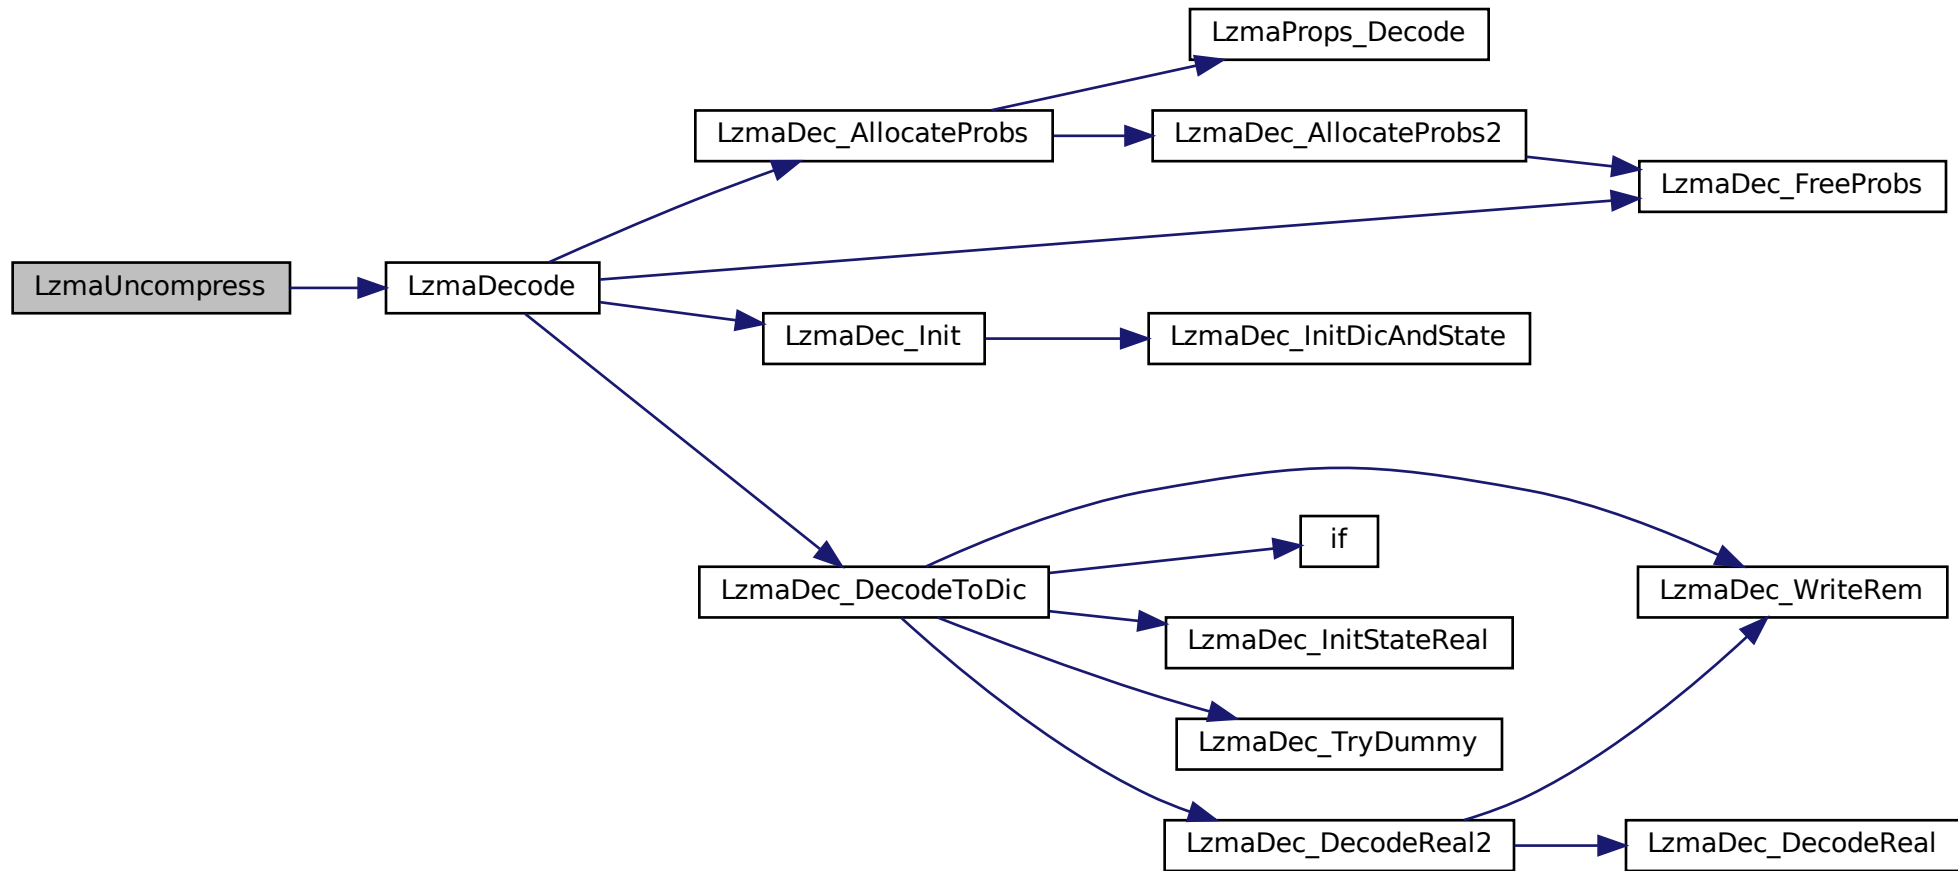 LzmaProps_Decode
LzmaDec_AllocateProbs
LzmaDec_AllocateProbs2
LzmaDec_FreeProbs
LzmaUncompress
LzmaDecode
LzmaDec_Init
LzmaDec_InitDicAndState
if
LzmaDec_DecodeToDic
LzmaDec_WriteRem
LzmaDec_InitStateReal
LzmaDec_TryDummy
LzmaDec_DecodeReal2
LzmaDec_DecodeReal